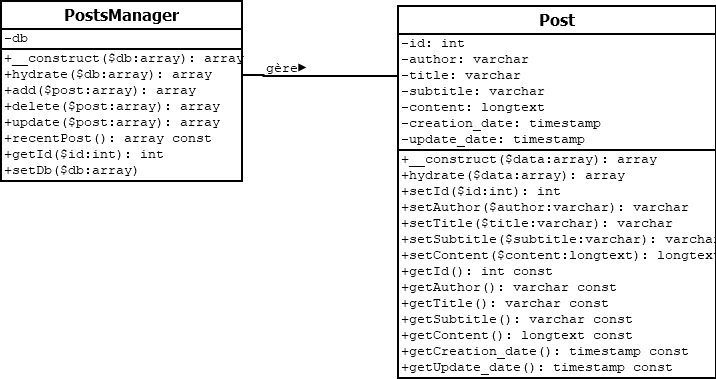 PostsManager
-db
+__construct($db:array): array
+hydrate($db:array): array
+add($post:array): array
+delete($post:array): array
+update($post:array): array
+recentPost(): array const
+getId($id:int): int
+setDb($db:array)
gère►
Post
-id: int
-author: varchar
-title: varchar
-subtitle: varchar
-content: longtext
-creation_date: timestamp
-update_date: timestamp
+__construct($data:array): array
+hydrate($data:array): array
+setId($id:int): int
+setAuthor($author:varchar): varchar
+setTitle($title:varchar): varchar
+setSubtitle($subtitle:varchar): varcha
+setContent($content:longtext): longtex
+getId(): int const
+getAuthor(): varchar const
+getTitle(): varchar const
+getSubtitle(): varchar const
+getContent(): longtext const
+getCreation_date(): timestamp const
+getUpdate_date(): timestamp const